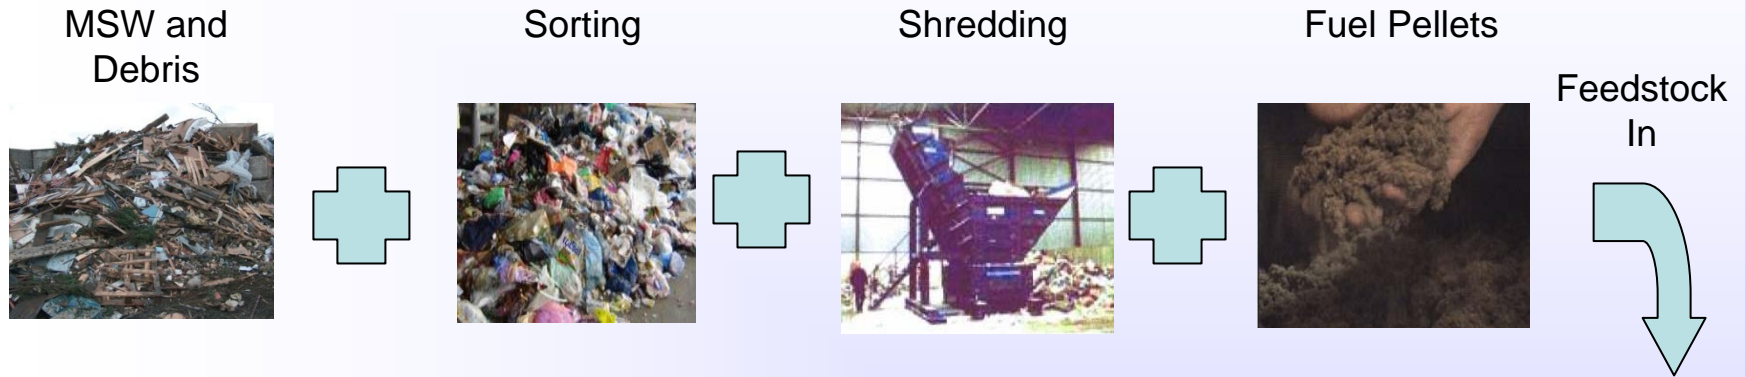 MSW and
Debris
Sorting
Shredding
Fuel Pellets
Feedstock
In